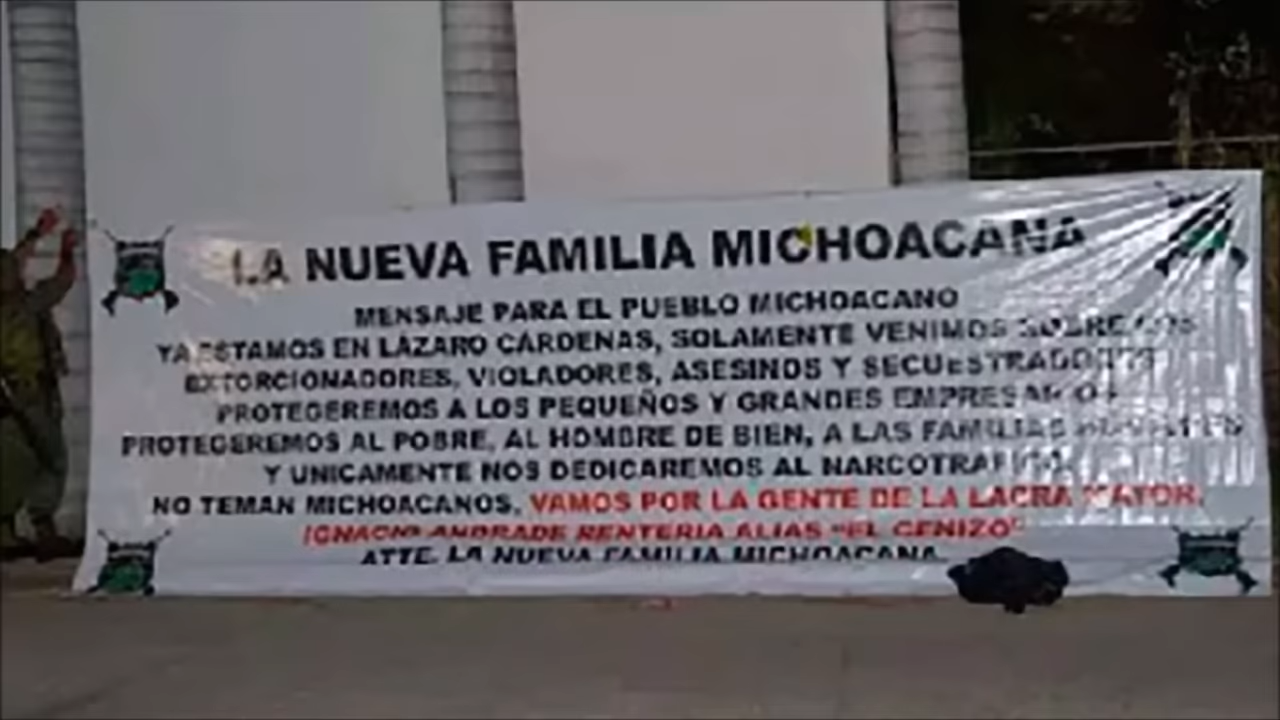 LA NUEVA FAMILIA MICHOACANA
MENSAJE PARA EL PUEBLO MICHOACANO
YA ESTAMOS EN LÁZARO CÁRDENAS, SOLAMENTE VENIMOS SOBRE LOS
EXTORCIONADORES, VIOLADORES, ASESINOS Y SECUESTRADORES
PROTEGEREMOS A LOS PEQUEÑOS Y GRANDES EMPRESARIOS
PROTEGEREMOS AL POBRE, AL HOMBRE DE BIEN, A LAS FAMILIAS
Y UNICAMENTE NOS DEDICAREMOS AL NARCOTRAFICO.
NO TEMAN MICHOACANOS, VAMOS POR LA GENTE DE LA LACRA MAYOR,
IGNACIO ANDRADE RENTERIA ALIAS "EL CENIZO"
ATTE. LA NUEVA FAMILIA MICHOACANA.